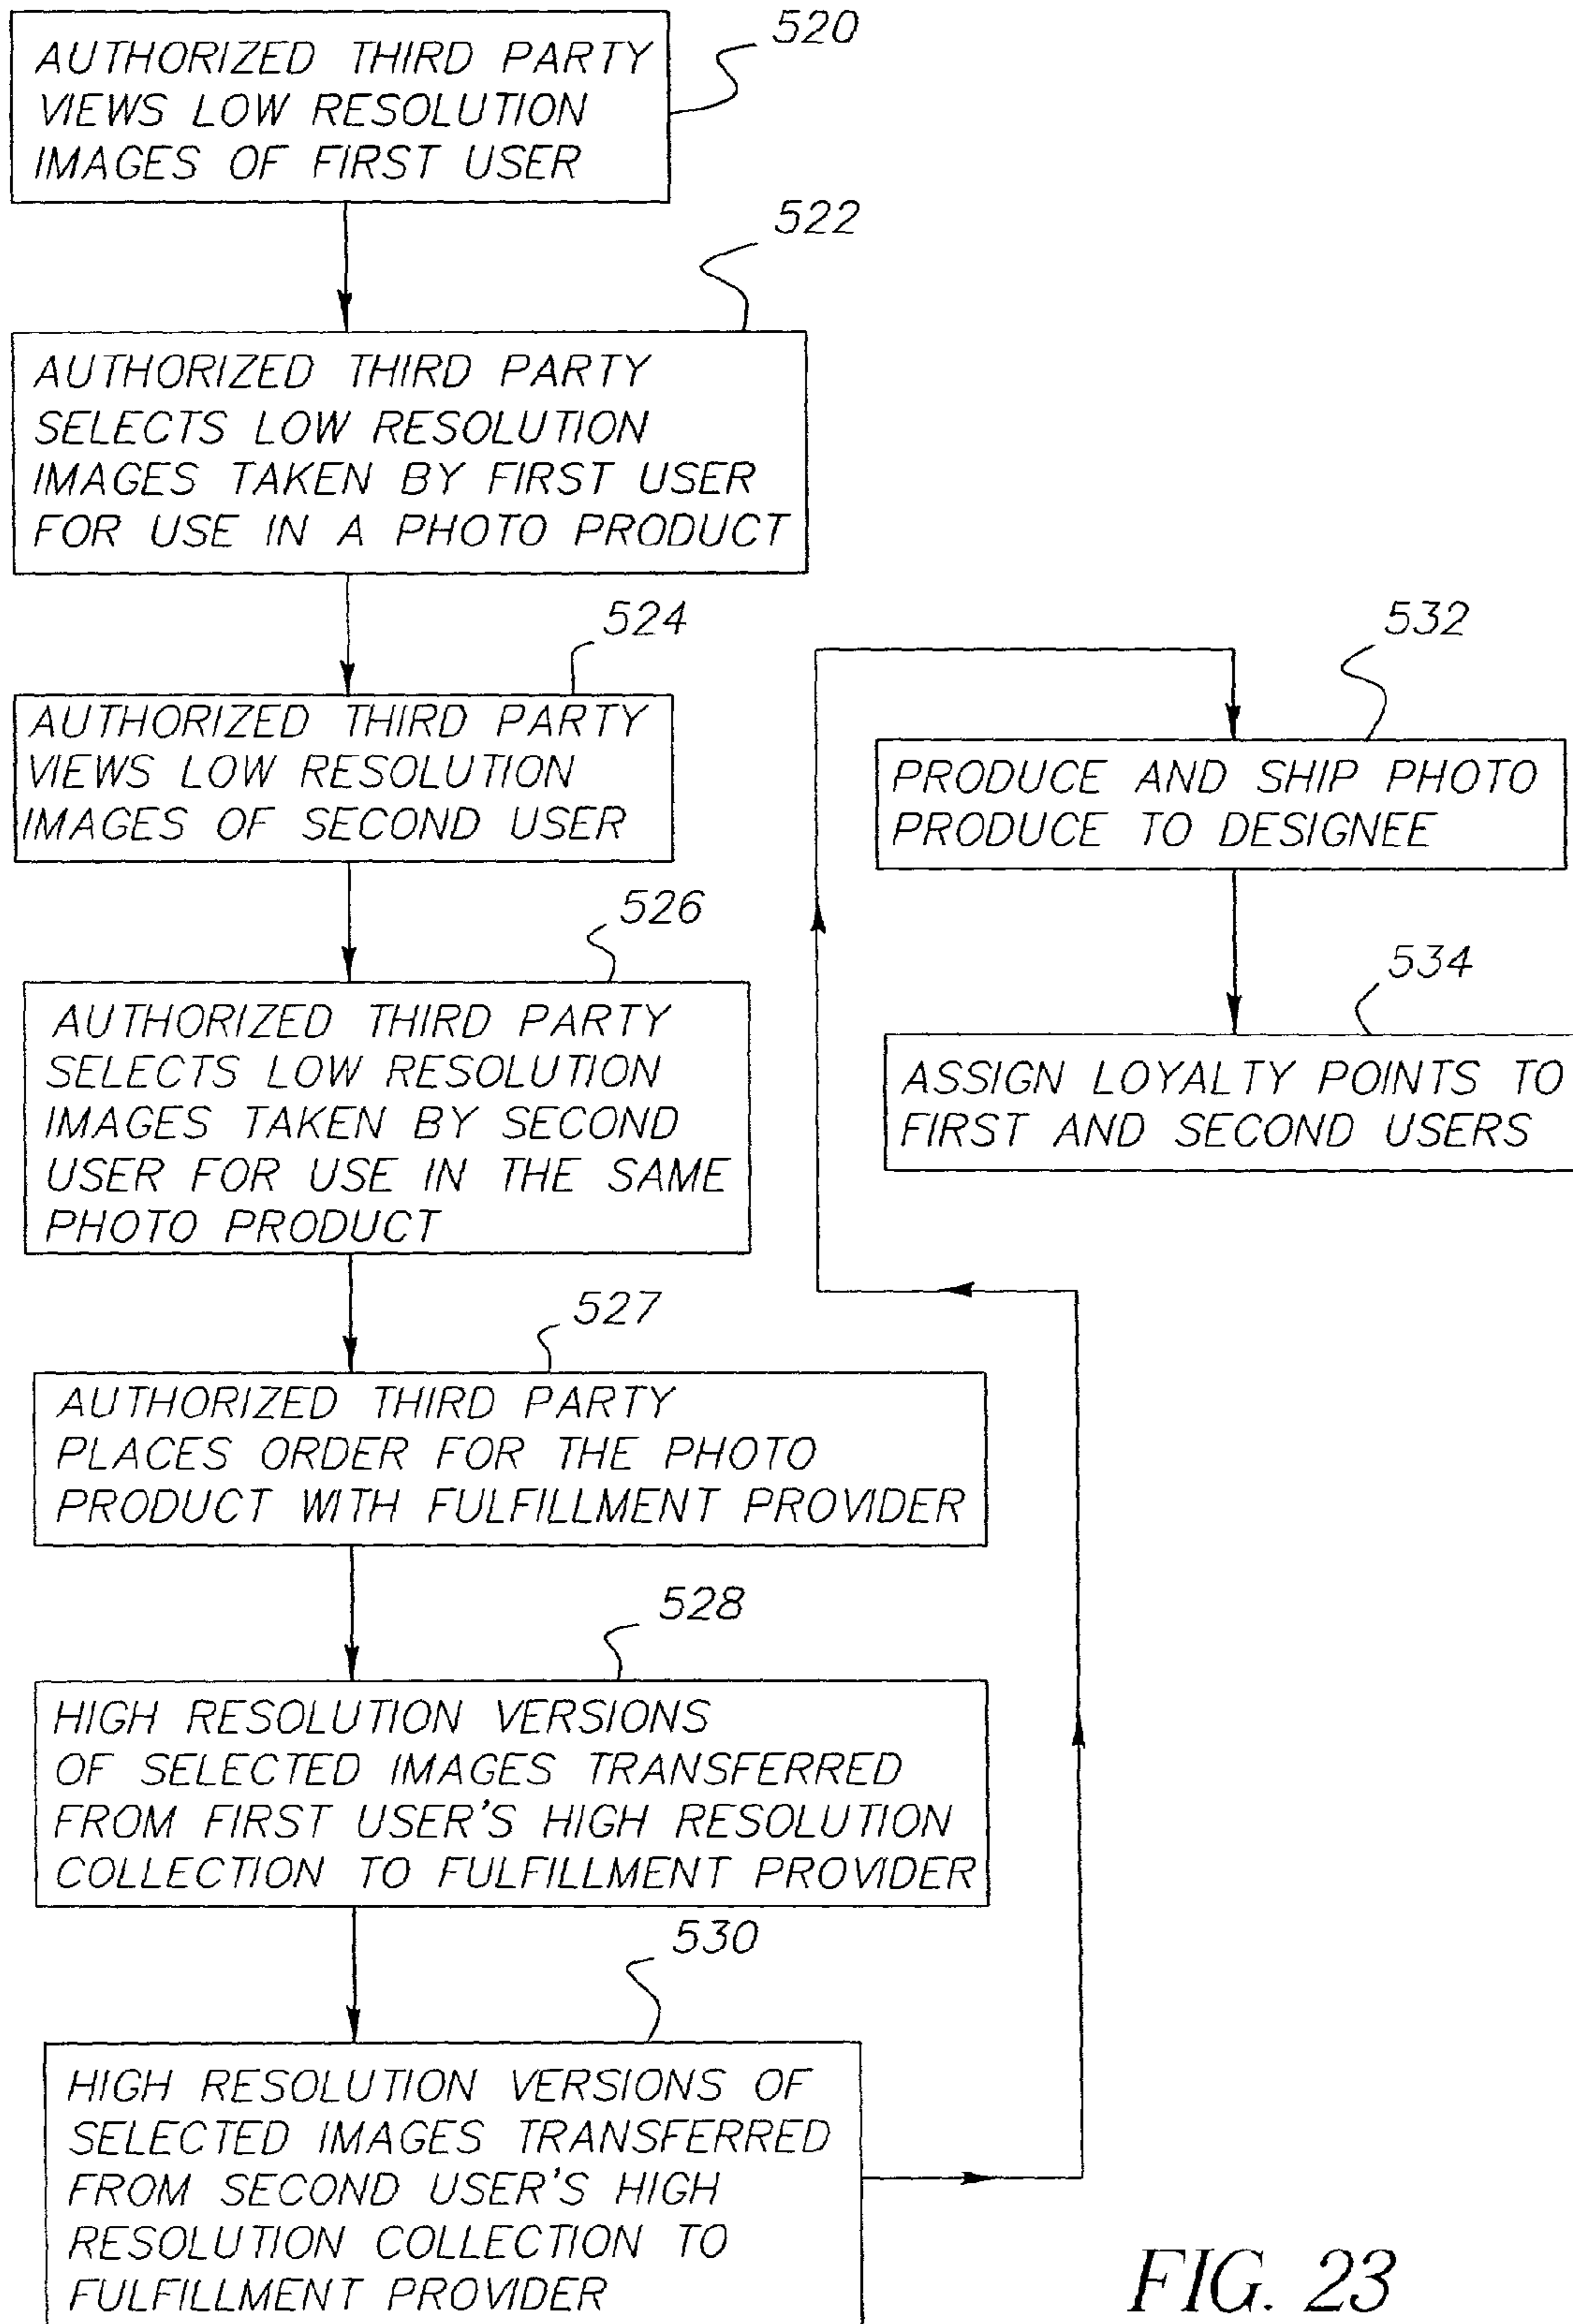 520
AUTHORIZED THIRD PARTY
VIEWS LOW RESOLUTION
IMAGES OF FIRST USER
522
AUTHORIZED THIRD PARTY
SELECTS LOW RESOLUTION
IMAGES TAKEN BY FIRST USER
FOR USE IN A PHOTO PRODUCT
524
AUTHORIZED THIRD PARTY
VIEWS LOW RESOLUTION
IMAGES OF SECOND USER
526
AUTHORIZED THIRD PARTY
SELECTS LOW RESOLUTION
IMAGES TAKEN BY SECOND
USER FOR USE IN THE SAME
PHOTO PRODUCT
527
AUTHORIZED THIRD PARTY
PLACES ORDER FOR THE PHOTO
PRODUCT WITH FULFILLMENT PROVIDER
528
HIGH RESOLUTION VERSIONS
OF SELECTED IMAGES TRANSFERRED
FROM FIRST USER'S HIGH RESOLUTION
COLLECTION TO FULFILLMENT PROVIDER
530
HIGH RESOLUTION VERSIONS OF
SELECTED IMAGES TRANSFERRED
FROM SECOND USER'S HIGH
RESOLUTION COLLECTION TO
FULFILLMENT PROVIDER
532
PRODUCE AND SHIP PHOTO
PRODUCE TO DESIGNEE
534
ASSIGN LOYALTY POINTS TO
FIRST AND SECOND USERS
FIG. 23